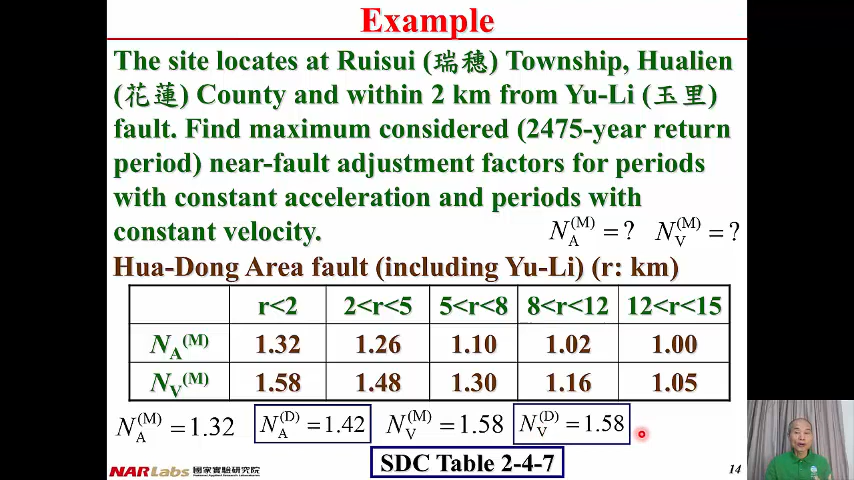 Example
The site locates at Ruisui (瑞穗) Township, Hualien
(花蓮) County and within 2 km from Yu-Li (玉里)
fault. Find maximum considered (2475-year return
period) near-fault adjustment factors for periods
with constant acceleration and periods with
constant velocity. N_A^(M) = ? N_V^(M) = ?
Hua-Dong Area fault (including Yu-Li) (r: km)
r<2 2<r<5 5<r<8 8<r<12 12<r<15
N_A^(M) 1.32 1.26 1.10 1.02 1.00
N_V^(M) 1.58 1.48 1.30 1.16 1.05
N_A^(M) = 1.32 N_A^(D) = 1.42 N_V^(M) = 1.58 N_V^(D) = 1.58
SDC Table 2-4-7
NARLabs 國家實驗研究院
14